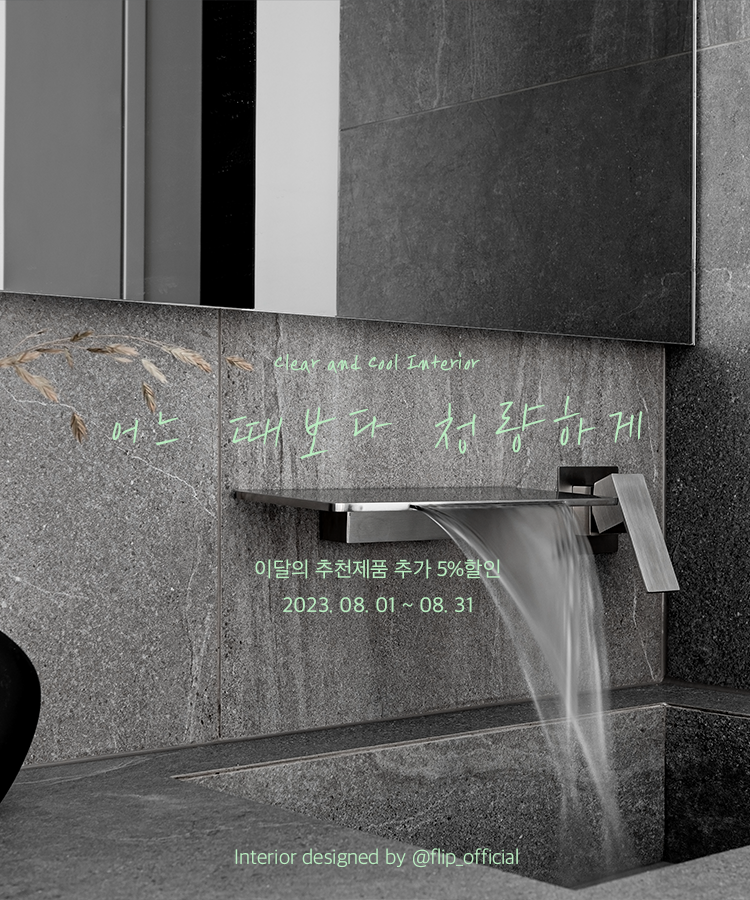 Clear and Cool Interior
어느 때보다 청량하게
이달의 추천제품 추가 5%할인
2023. 08. 01 ~ 08. 31
Interior designed by @flip_official